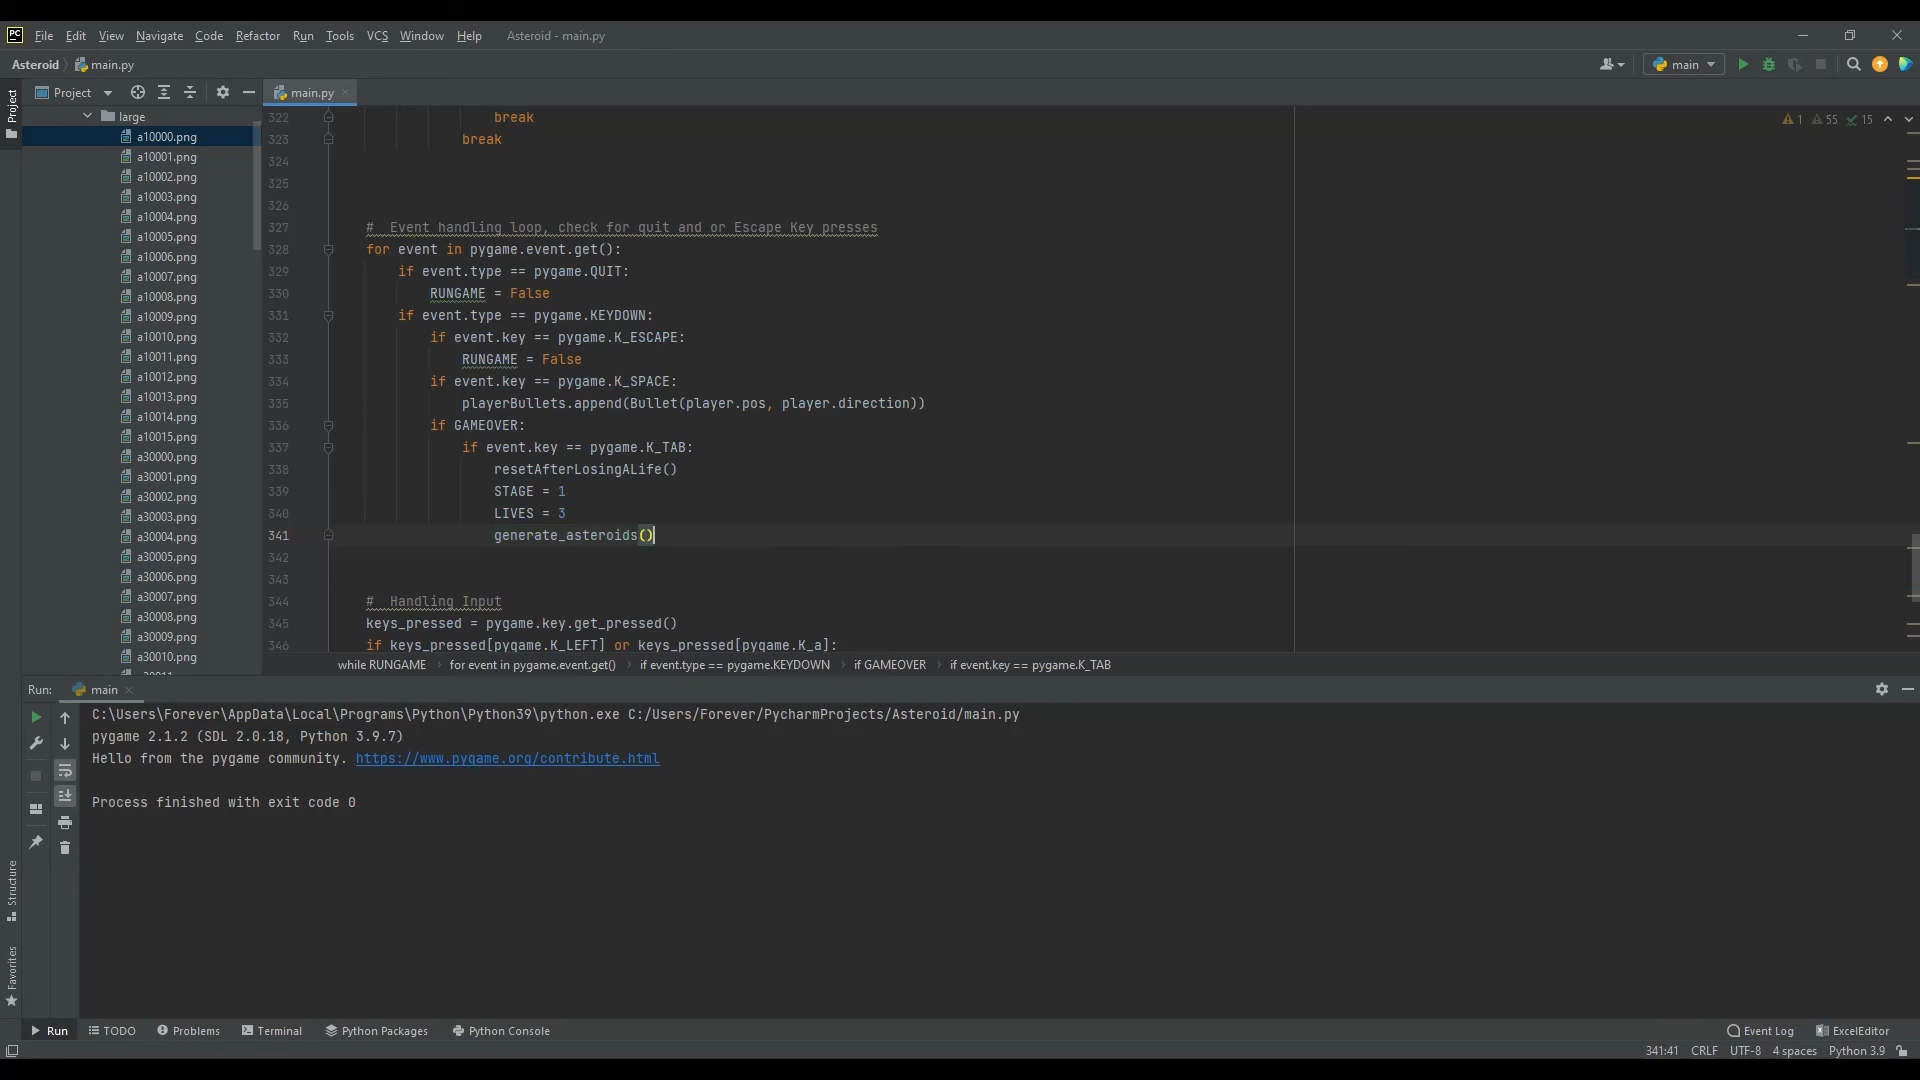 PC File Edit View Navigate Code Refactor Run Tools VCS Window Help Asteroid - main.py
Asteroid main.py main
Project
Project
main.py
large
a10000.png
a10001.png
a10002.png
a10003.png
a10004.png
a10005.png
a10006.png
a10007.png
a10008.png
a10009.png
a10010.png
a10011.png
a10012.png
a10013.png
a10014.png
a10015.png
a30000.png
a30001.png
a30002.png
a30003.png
a30004.png
a30005.png
a30006.png
a30007.png
a30008.png
a30009.png
a30010.png
1 55 15
322 break
323 break
324
325
326
327 # Event handling loop, check for quit and or Escape Key presses
328 for event in pygame.event.get():
329 if event.type == pygame.QUIT:
330 RUNGAME = False
331 if event.type == pygame.KEYDOWN:
332 if event.key == pygame.K_ESCAPE:
333 RUNGAME = False
334 if event.key == pygame.K_SPACE:
335 playerBullets.append(Bullet(player.pos, player.direction))
336 if GAMEOVER:
337 if event.key == pygame.K_TAB:
338 resetAfterLosingALife()
339 STAGE = 1
340 LIVES = 3
341 generate_asteroids()
342
343
344 # Handling Input
345 keys_pressed = pygame.key.get_pressed()
346 if keys_pressed[pygame.K_LEFT] or keys_pressed[pygame.K_a]:
while RUNGAME for event in pygame.event.get() if event.type == pygame.KEYDOWN if GAMEOVER if event.key == pygame.K_TAB
Run: main
C:\Users\Forever\AppData\Local\Programs\Python\Python39\python.exe C:/Users/Forever/PycharmProjects/Asteroid/main.py
pygame 2.1.2 (SDL 2.0.18, Python 3.9.7)
Hello from the pygame community. https://www.pygame.org/contribute.html
Process finished with exit code 0
Structure
Favorites
Run TODO Problems Terminal Python Packages Python Console Event Log ExcelEditor
341:41 CRLF UTF-8 4 spaces Python 3.9